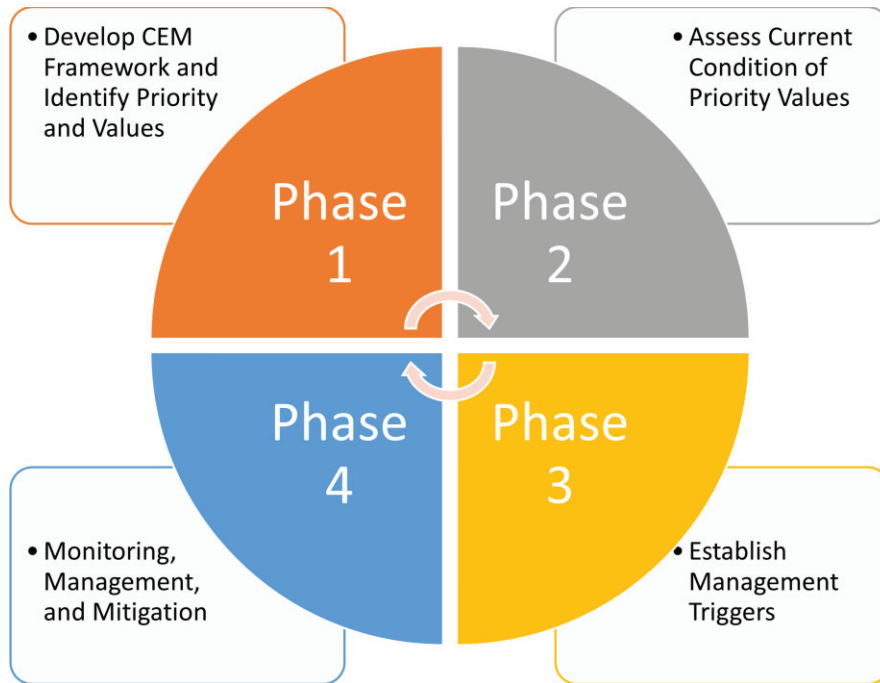 • Develop CEM
Framework and
Identify Priority
and Values
• Assess Current
Condition of
Priority Values
Phase
1
Phase
2
Phase
4
Phase
3
• Monitoring,
Management,
and Mitigation
• Establish
Management
Triggers